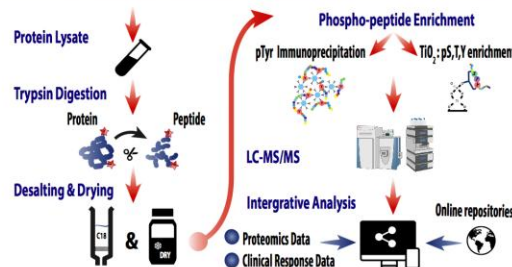 Protein Lysate
Trypsin Digestion
Protein
Peptide
Desalting & Drying
C18
&
DRY
Phospho-peptide Enrichment
pTyr Immunoprecipitation
TiO₂: pS,T,Y enrichment
LC-MS/MS
Intergrative Analysis
Proteomics Data
Clinical Response Data
Online repositories